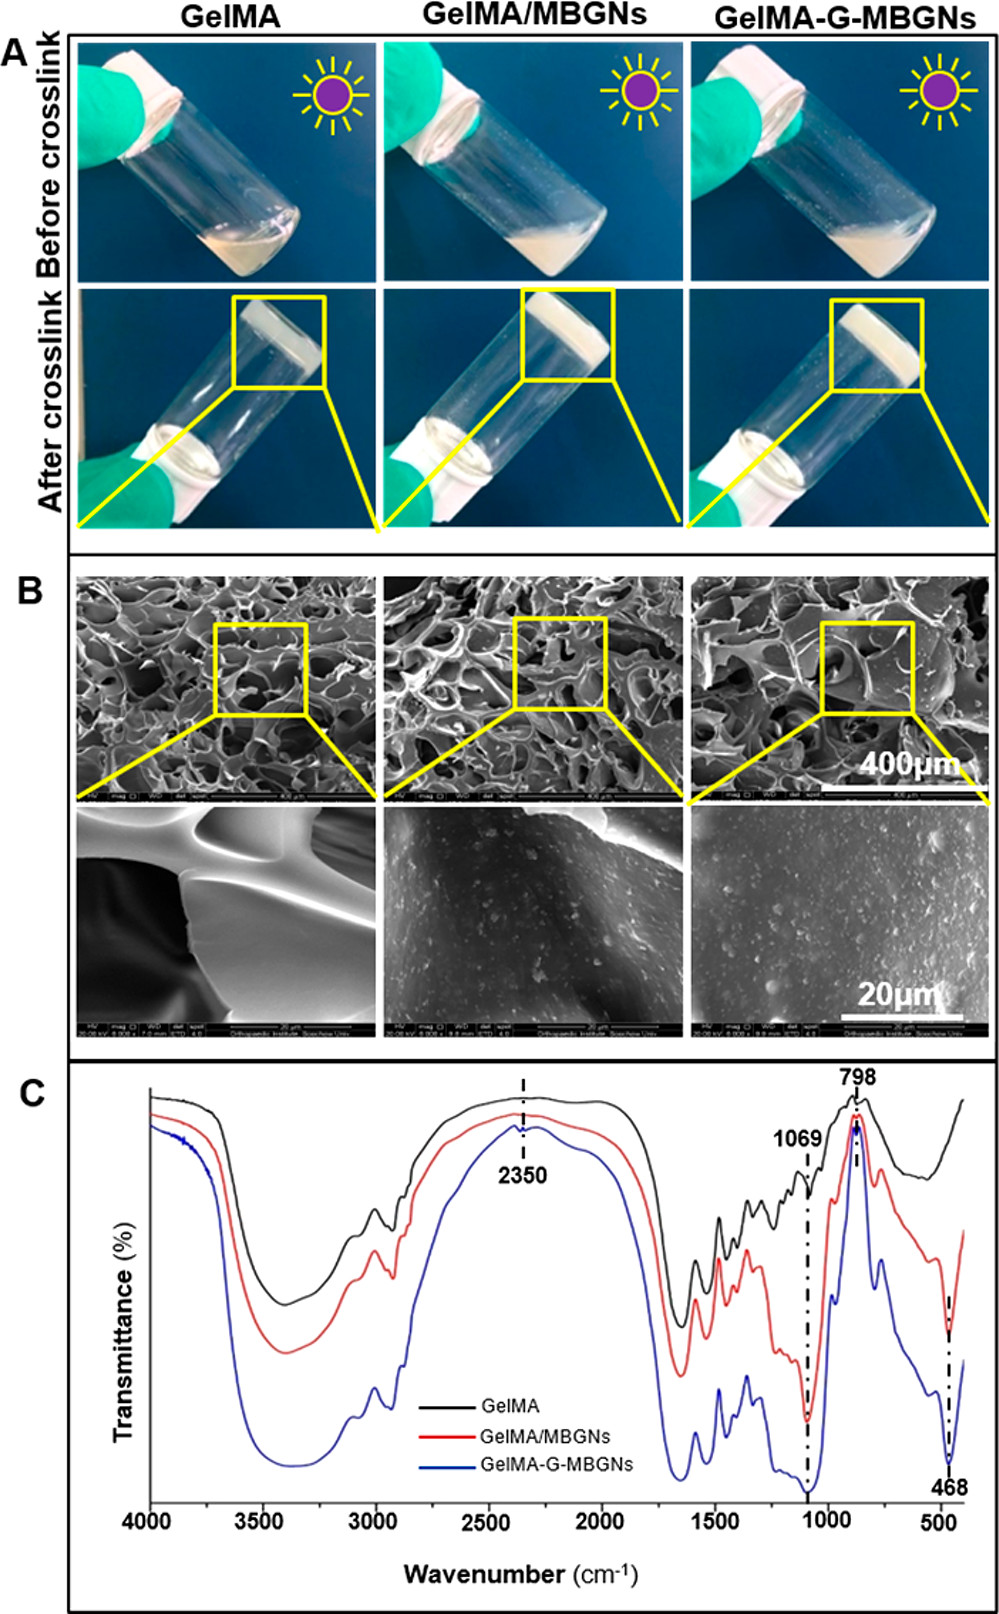 GelMA GelMA/MBGNs GelMA-G-MBGNs
A
Before crosslink
After crosslink
B
400μm
20μm
C
798
1069
2350
468
Transmittance (%)
GelMA
GelMA/MBGNs
GelMA-G-MBGNs
4000 3500 3000 2500 2000 1500 1000 500
Wavenumber (cm-1)